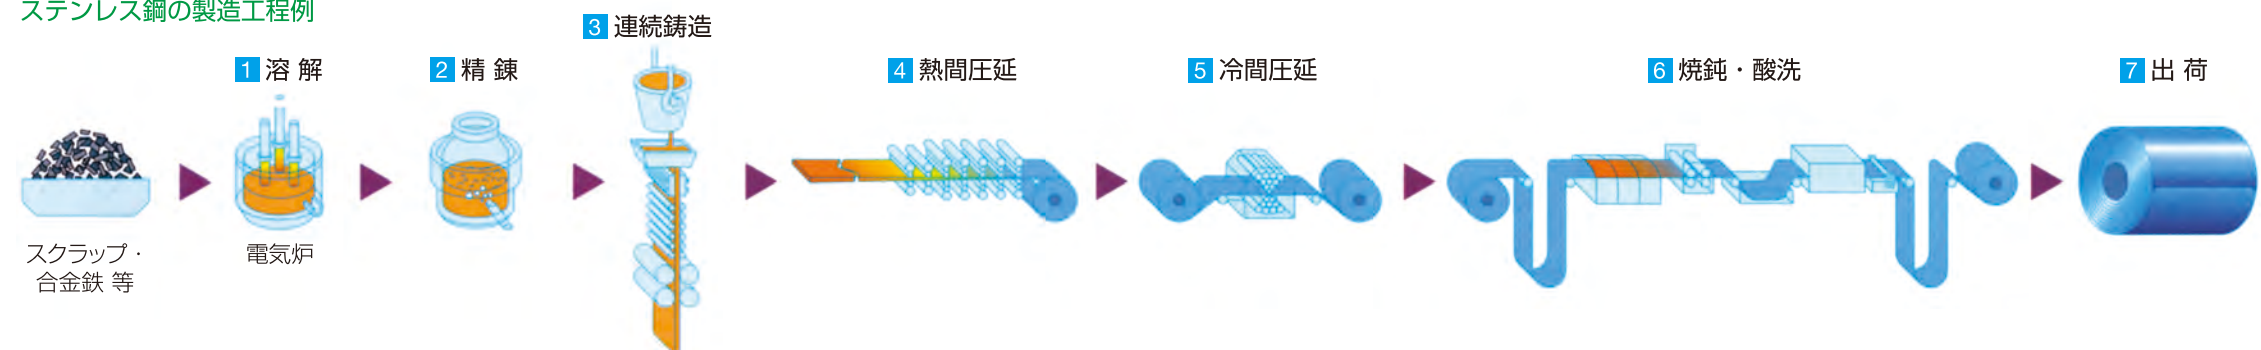 ステンレス鋼の製造工程例
1 溶 解
2 精 錬
3 連続鋳造
4 熱間圧延
5 冷間圧延
6 焼鈍・酸洗
7 出 荷
スクラップ・
合金鉄 等
電気炉